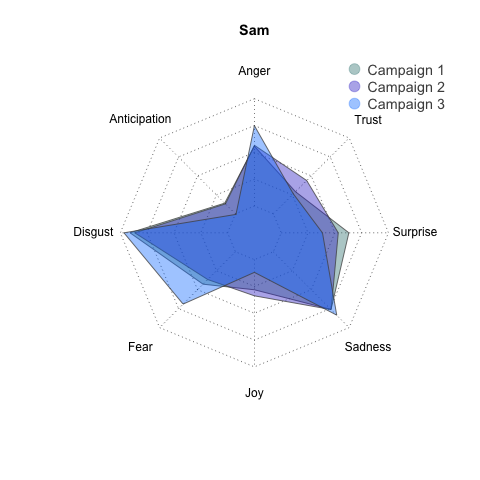 Sam
Anger
Campaign 1
Campaign 2
Campaign 3
Anticipation
Trust
Disgust
Surprise
Fear
Sadness
Joy